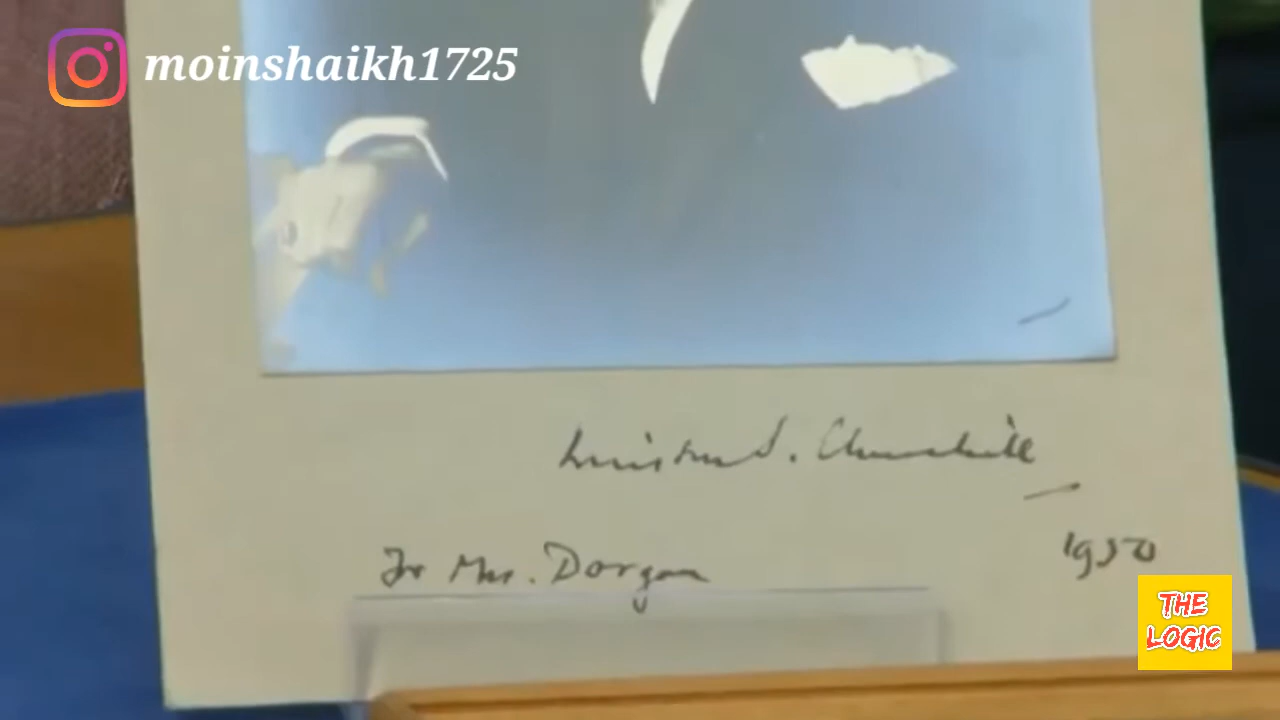 moinshaikh1725
Winston S. Churchill
To Mrs. Dorgan
1950
THE
LOGIC